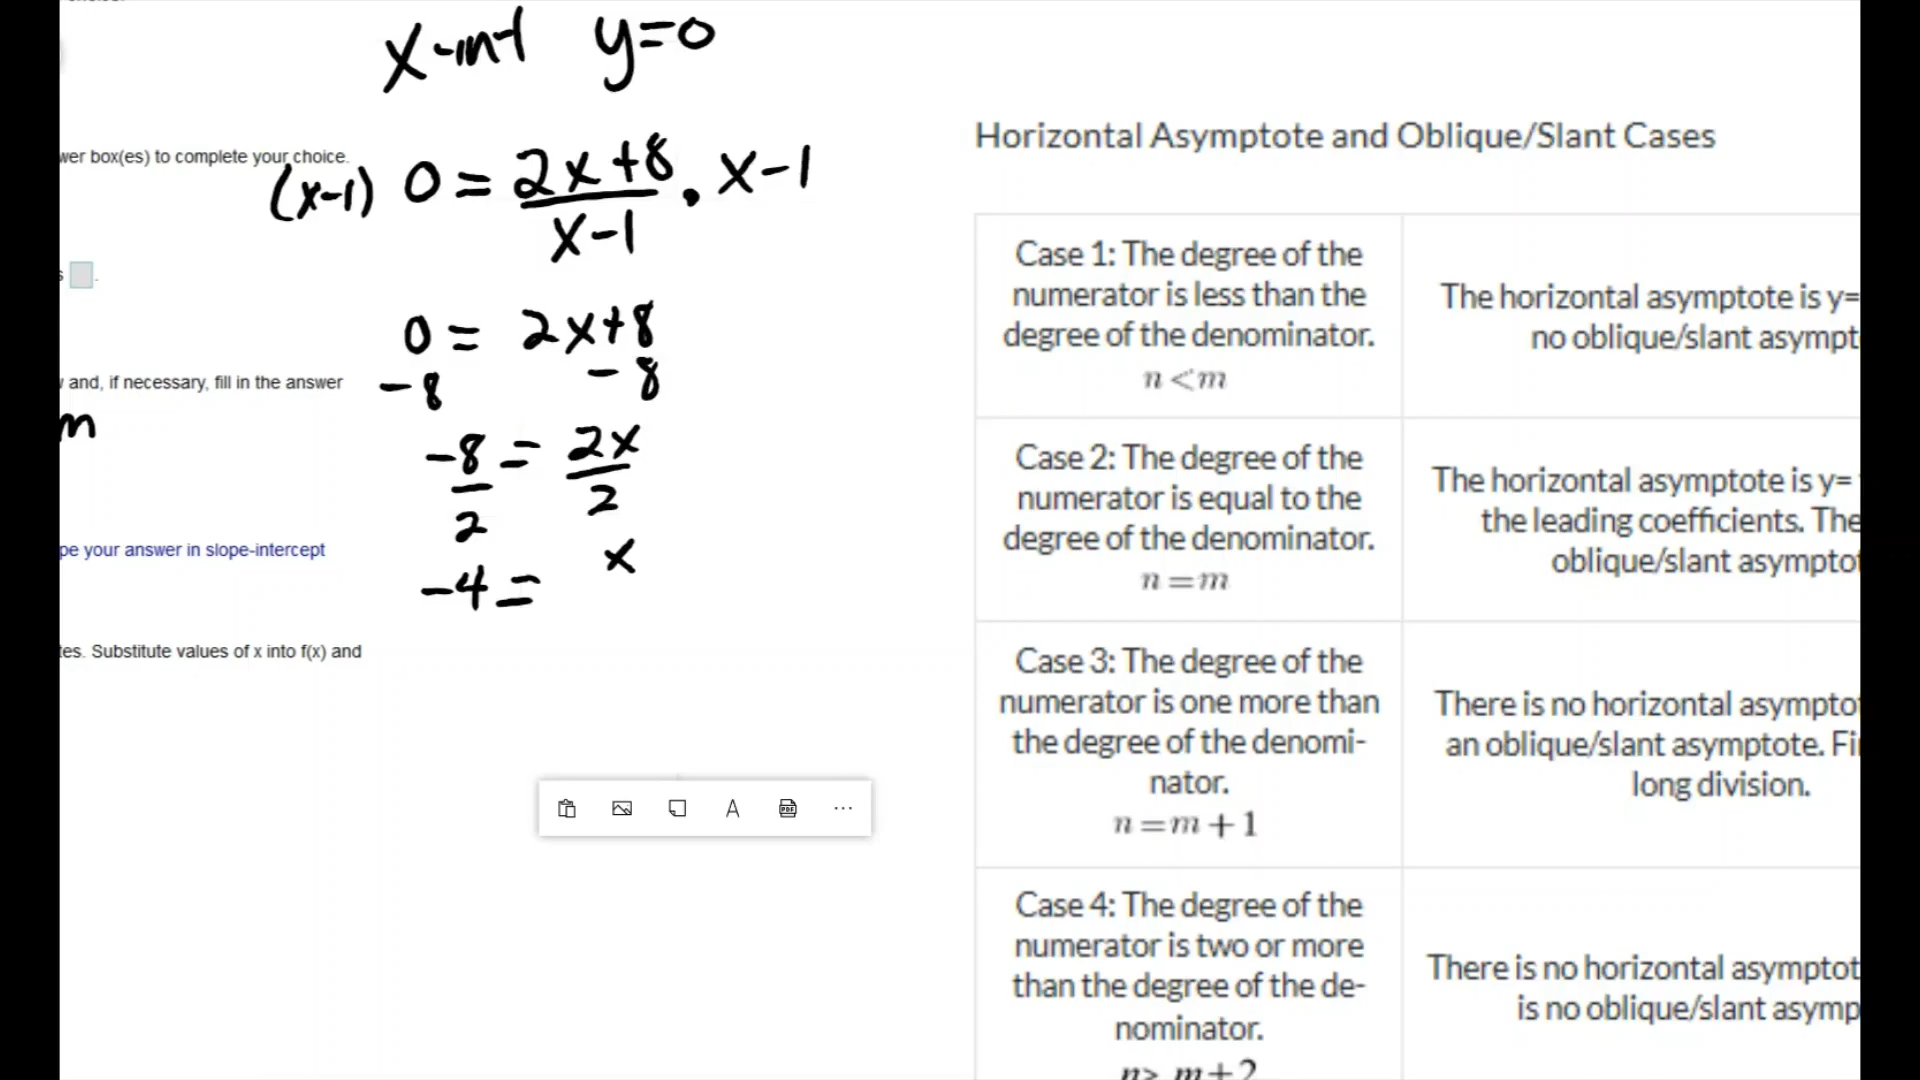 x-int y=0
wer box(es) to complete your choice.
(x-1) 0 = 2x+8/x-1 . x-1
0 = 2x+8
and, if necessary, fill in the answer
-8 -8
m
-8/2 = 2x/2
pe your answer in slope-intercept
-4 = x
tes. Substitute values of x into f(x) and
A
PDF
...
Horizontal Asymptote and Oblique/Slant Cases
Case 1: The degree of the
numerator is less than the
degree of the denominator.
n < m
The horizontal asymptote is y=
no oblique/slant asympt
Case 2: The degree of the
numerator is equal to the
degree of the denominator.
n = m
The horizontal asymptote is y=
the leading coefficients. The
oblique/slant asympto
Case 3: The degree of the
numerator is one more than
the degree of the denomi-
nator.
n = m + 1
There is no horizontal asympto
an oblique/slant asymptote. Fi
long division.
Case 4: The degree of the
numerator is two or more
than the degree of the de-
nominator.
n> m+2
There is no horizontal asymptot
is no oblique/slant asymp